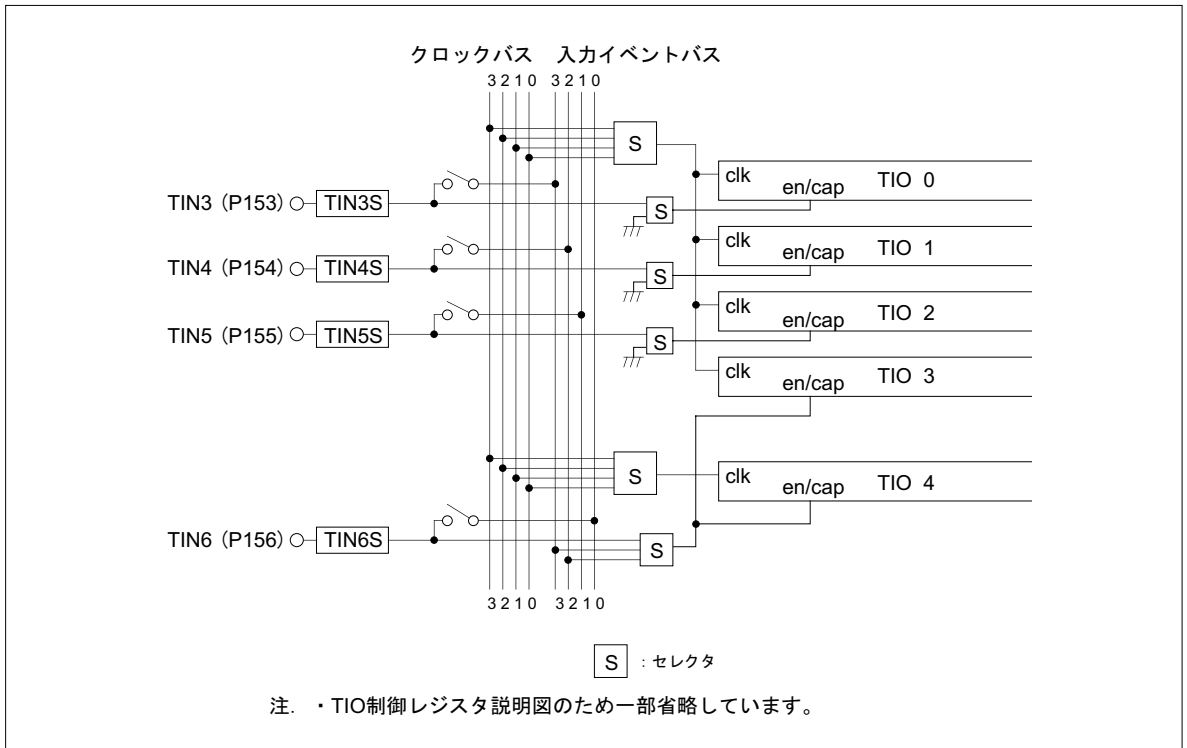 クロックバス 入力イベントバス
3 2 1 0 3 2 1 0
S
clk
en/cap TIO 0
TIN3 (P153) TIN3S
S
clk
en/cap TIO 1
TIN4 (P154) TIN4S
S
clk
en/cap TIO 2
TIN5 (P155) TIN5S
S
clk
en/cap TIO 3
S
clk
en/cap TIO 4
TIN6 (P156) TIN6S
S
3 2 1 0 3 2 1 0
S :セレクタ
注. ・TIO制御レジスタ説明図のため一部省略しています。